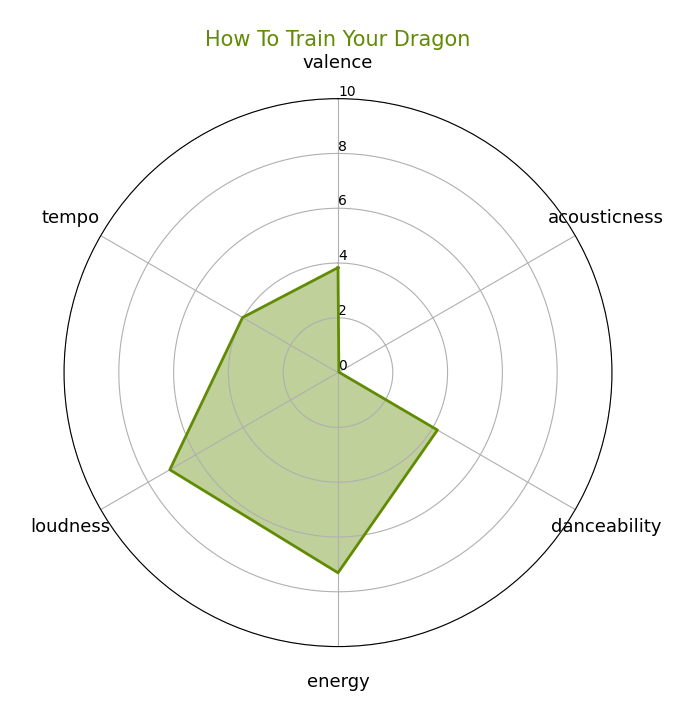 How To Train Your Dragon
valence
10
8
6
tempo
acousticness
4
2
0
loudness
danceability
energy